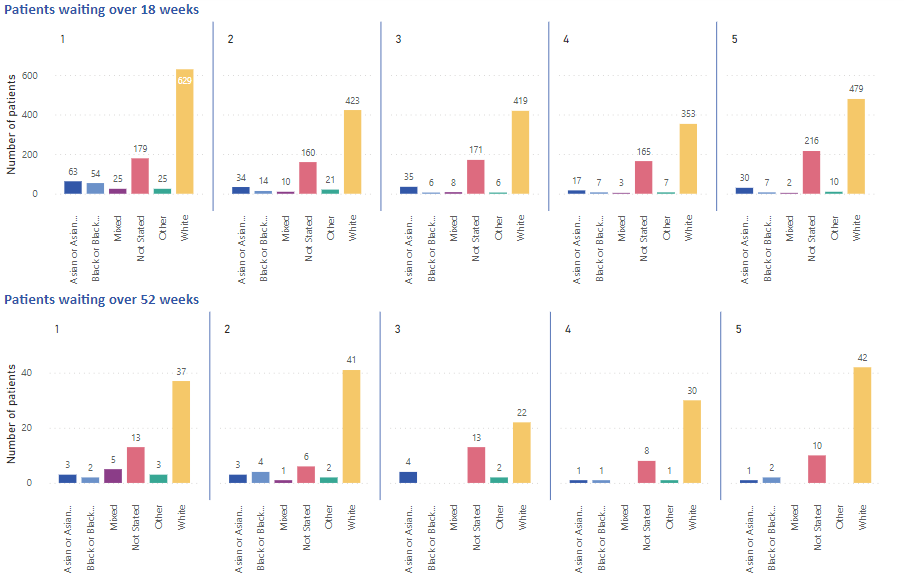 Patients waiting over 18 weeks
1 2 3 4 5
Number of patients
600
400
200
0
63 54 25 179 25 629
34 14 10 160 21 423
35 6 8 171 6 419
17 7 3 165 7 353
30 7 2 216 10 479
Asian or Asian... Black or Black... Mixed Not Stated Other White
Asian or Asian... Black or Black... Mixed Not Stated Other White
Asian or Asian... Black or Black... Mixed Not Stated Other White
Asian or Asian... Black or Black... Mixed Not Stated Other White
Asian or Asian... Black or Black... Mixed Not Stated Other White
Patients waiting over 52 weeks
1 2 3 4 5
Number of patients
40
20
0
3 2 5 13 3 37
3 4 1 6 2 41
4 13 2 22
1 1 8 1 30
1 2 10 42
Asian or Asian... Black or Black... Mixed Not Stated Other White
Asian or Asian... Black or Black... Mixed Not Stated Other White
Asian or Asian... Black or Black... Mixed Not Stated Other White
Asian or Asian... Black or Black... Mixed Not Stated Other White
Asian or Asian... Black or Black... Mixed Not Stated Other White